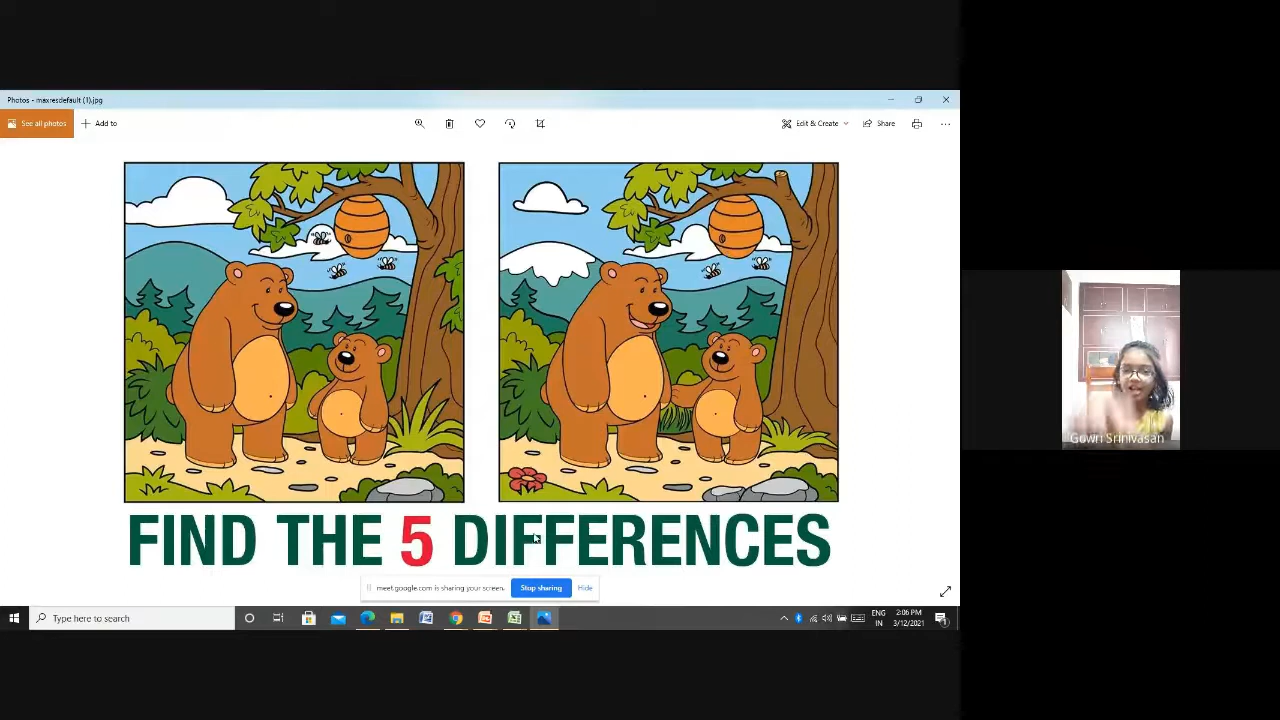 Photos - maxresdefault (1).jpg
See all photos
Add to
Edit & Create
Share
FIND THE 5 DIFFERENCES
meet.google.com is sharing your screen.
Stop sharing
Hide
Gowri Srinivasan
Type here to search
ENG
IN
2:06 PM
3/12/2021